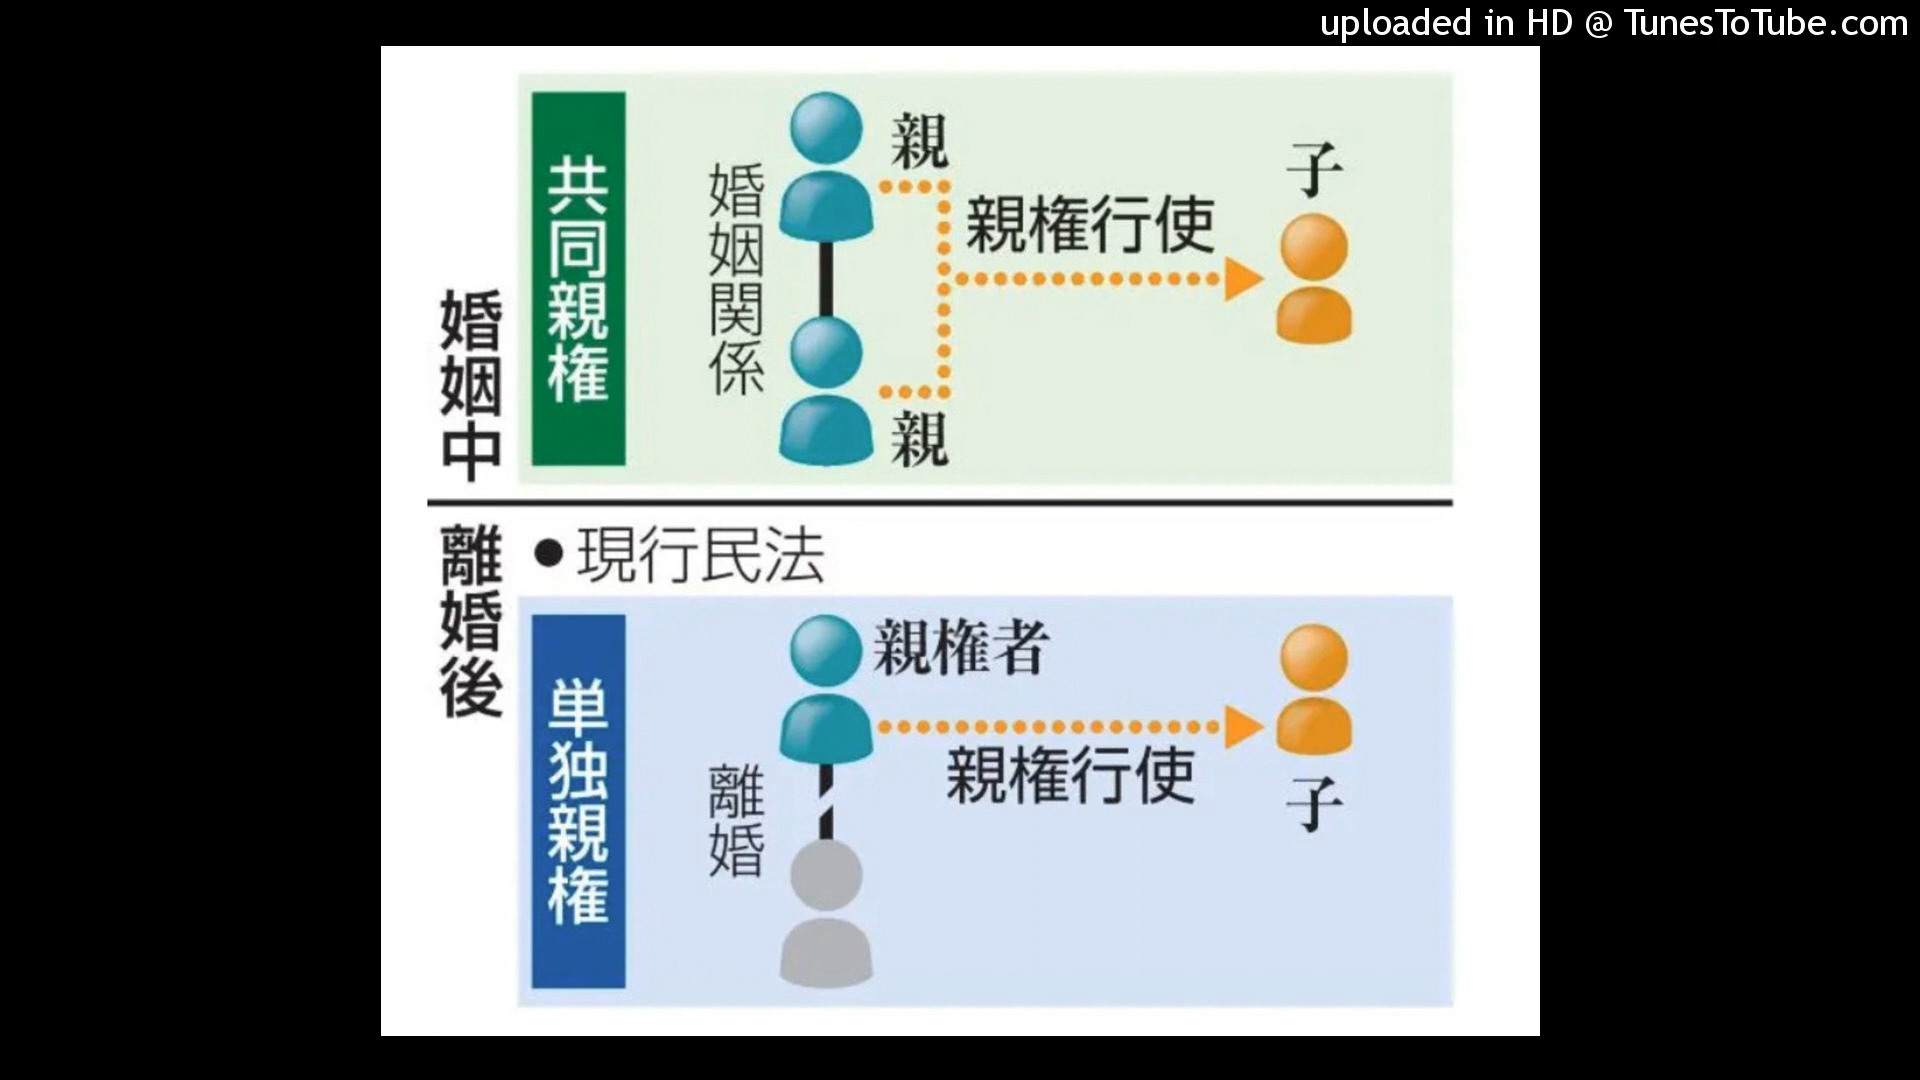 uploaded in HD @ TunesToTube.com
婚姻中
共同親権
婚姻関係
親
親
親権行使
子
離婚後
●現行民法
単独親権
離婚
親権者
親権行使
子